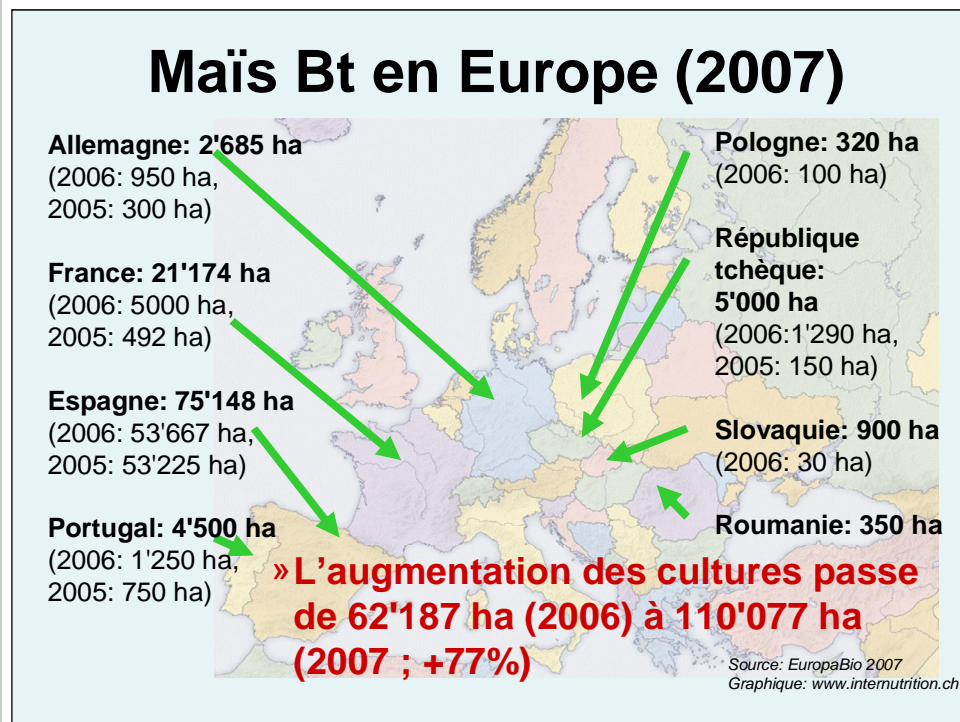 Maïs Bt en Europe (2007)
Allemagne: 2'685 ha
(2006: 950 ha,
2005: 300 ha)
France: 21'174 ha
(2006: 5000 ha,
2005: 492 ha)
Espagne: 75'148 ha
(2006: 53'667 ha,
2005: 53'225 ha)
Portugal: 4'500 ha
(2006: 1'250 ha,
2005: 750 ha)
Pologne: 320 ha
(2006: 100 ha)
République
tchèque:
5'000 ha
(2006:1'290 ha,
2005: 150 ha)
Slovaquie: 900 ha
(2006: 30 ha)
Roumanie: 350 ha
»L’augmentation des cultures passe
de 62'187 ha (2006) à 110'077 ha
(2007 ; +77%)
Source: EuropaBio 2007
Graphique: www.internutrition.ch